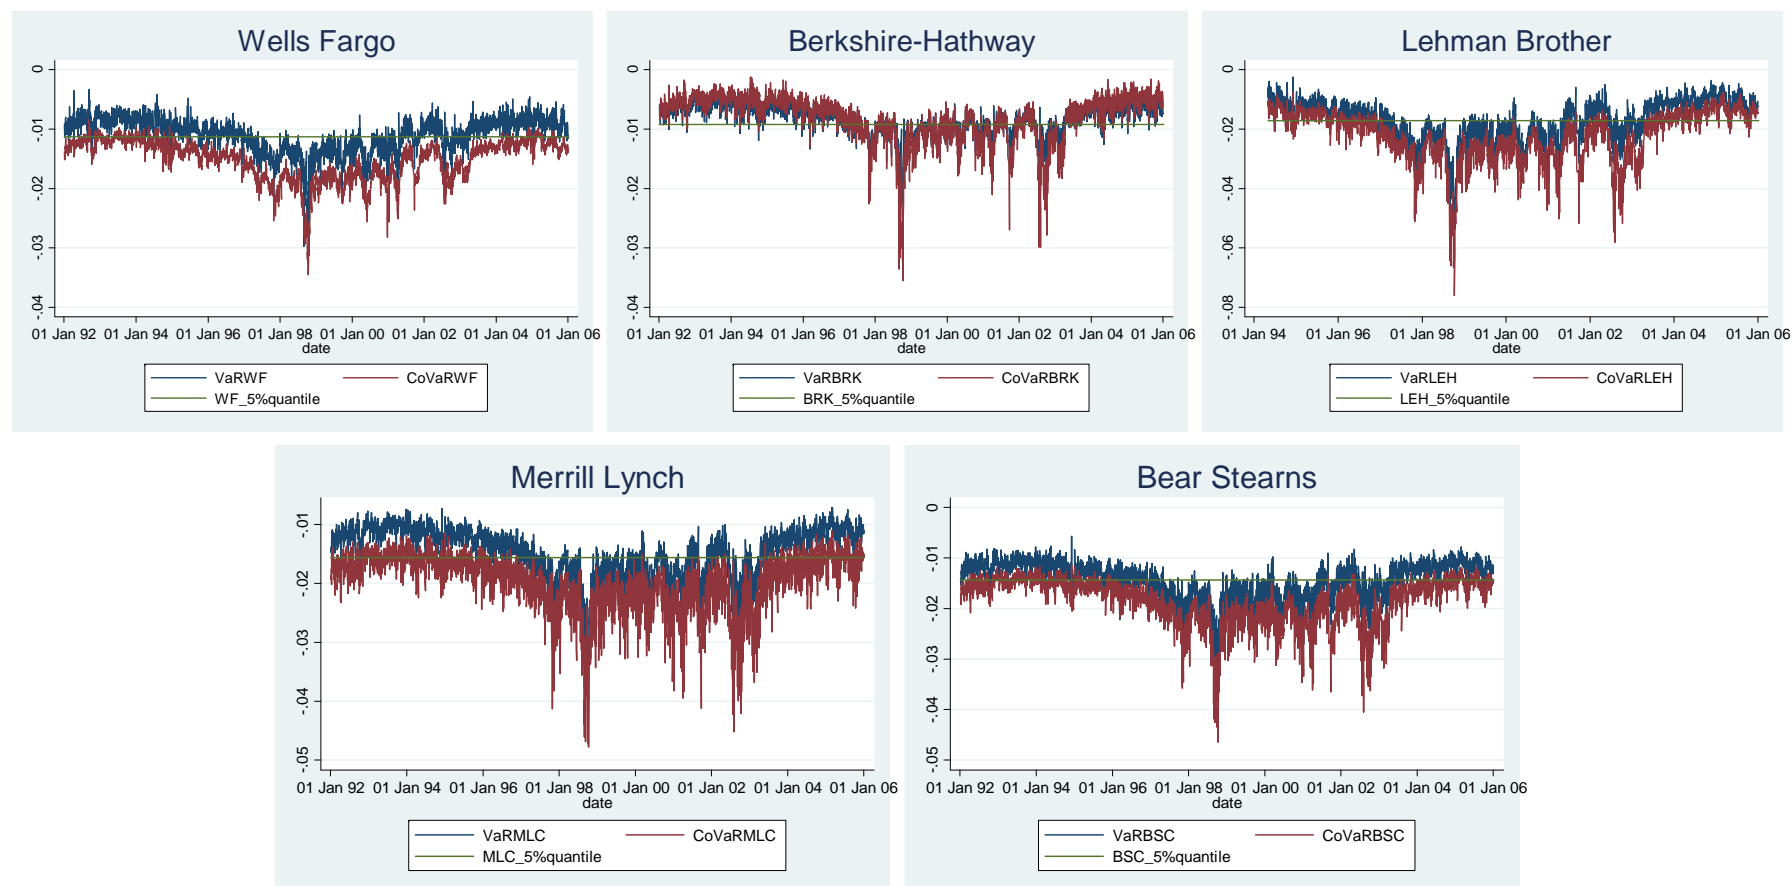 Wells Fargo
0
-.01
-.02
-.03
-.04
01 Jan 92 01 Jan 94 01 Jan 96 01 Jan 98 01 Jan 00 01 Jan 02 01 Jan 04 01 Jan 06
date
VaRWF CoVaRWF
WF_5%quantile
Berkshire-Hathway
0
-.01
-.02
-.03
-.04
01 Jan 92 01 Jan 94 01 Jan 96 01 Jan 98 01 Jan 00 01 Jan 02 01 Jan 04 01 Jan 06
date
VaRBRK CoVaRBRK
BRK_5%quantile
Lehman Brother
0
-.02
-.04
-.06
-.08
01 Jan 94 01 Jan 96 01 Jan 98 01 Jan 00 01 Jan 02 01 Jan 04 01 Jan 06
date
VaRLEH CoVaRLEH
LEH_5%quantile
Merrill Lynch
-.01
-.02
-.03
-.04
-.05
01 Jan 92 01 Jan 94 01 Jan 96 01 Jan 98 01 Jan 00 01 Jan 02 01 Jan 04 01 Jan 06
date
VaRMLC CoVaRMLC
MLC_5%quantile
Bear Stearns
0
-.01
-.02
-.03
-.04
-.05
01 Jan 92 01 Jan 94 01 Jan 96 01 Jan 98 01 Jan 00 01 Jan 02 01 Jan 04 01 Jan 06
date
VaRBSC CoVaRBSC
BSC_5%quantile